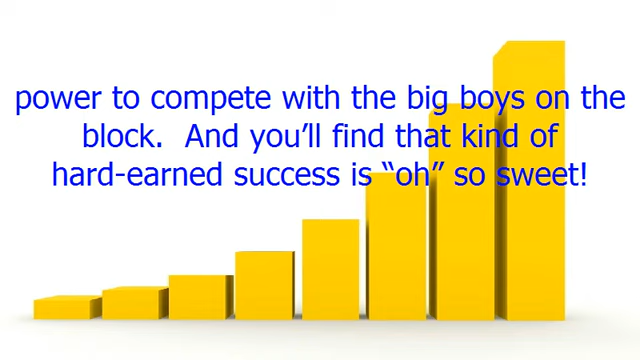 power to compete with the big boys on the
block.  And you’ll find that kind of
hard-earned success is “oh” so sweet!